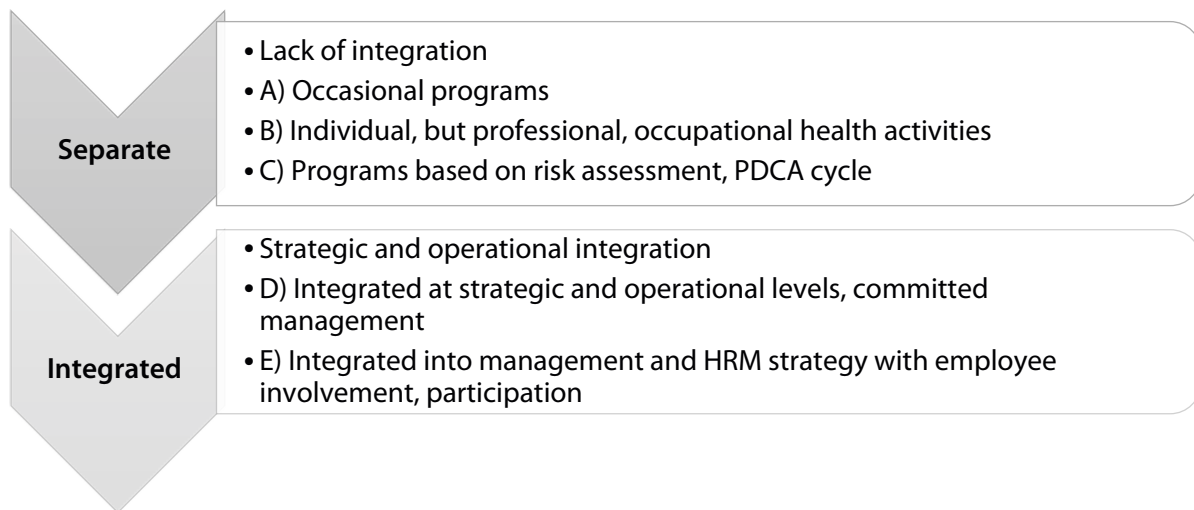 Separate
• Lack of integration
• A) Occasional programs
• B) Individual, but professional, occupational health activities
• C) Programs based on risk assessment, PDCA cycle
Integrated
• Strategic and operational integration
• D) Integrated at strategic and operational levels, committed
management
• E) Integrated into management and HRM strategy with employee
involvement, participation